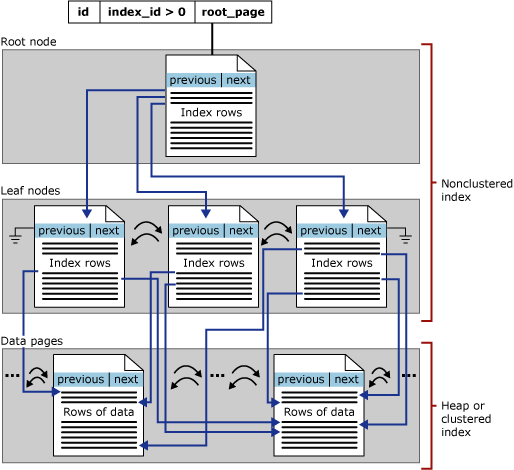 id index_id > 0 root_page
Root node
previous next
Index rows
Nonclustered
index
Leaf nodes
previous next previous next previous next
Index rows Index rows Index rows
Data pages
... ... ...
previous next previous next
Rows of data Rows of data
Heap or
clustered
index